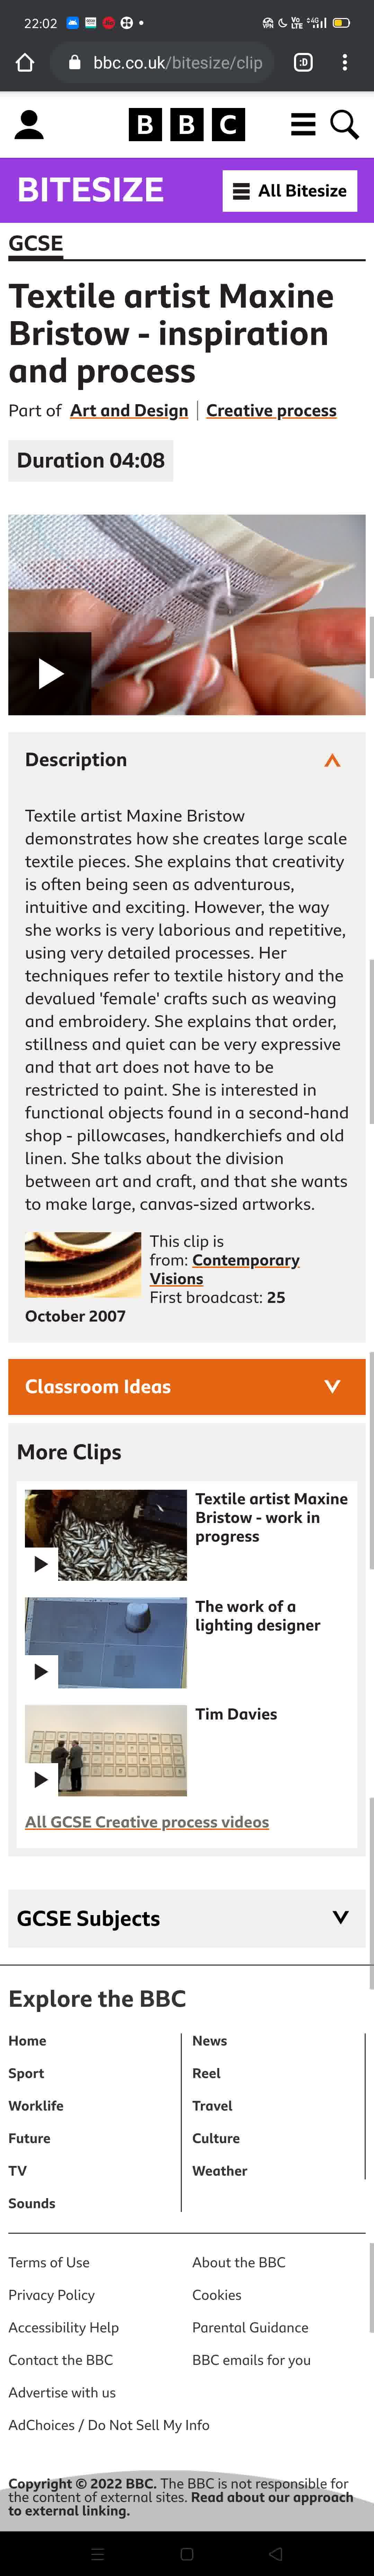 22:02
VPN Vo LTE 4G
bbc.co.uk/bitesize/clip
:D
BBC
BITESIZE
All Bitesize
GCSE
Textile artist Maxine
Bristow - inspiration
and process
Part of Art and Design | Creative process
Duration 04:08
Description
Textile artist Maxine Bristow
demonstrates how she creates large scale
textile pieces. She explains that creativity
is often being seen as adventurous,
intuitive and exciting. However, the way
she works is very laborious and repetitive,
using very detailed processes. Her
techniques refer to textile history and the
devalued 'female' crafts such as weaving
and embroidery. She explains that order,
stillness and quiet can be very expressive
and that art does not have to be
restricted to paint. She is interested in
functional objects found in a second-hand
shop - pillowcases, handkerchiefs and old
linen. She talks about the division
between art and craft, and that she wants
to make large, canvas-sized artworks.
This clip is
from: Contemporary
Visions
First broadcast: 25
October 2007
Classroom Ideas
More Clips
Textile artist Maxine
Bristow - work in
progress
The work of a
lighting designer
Tim Davies
All GCSE Creative process videos
GCSE Subjects
Explore the BBC
Home
News
Sport
Reel
Worklife
Travel
Future
Culture
TV
Weather
Sounds
Terms of Use
About the BBC
Privacy Policy
Cookies
Accessibility Help
Parental Guidance
Contact the BBC
BBC emails for you
Advertise with us
AdChoices / Do Not Sell My Info
Copyright © 2022 BBC. The BBC is not responsible for
the content of external sites. Read about our approach
to external linking.